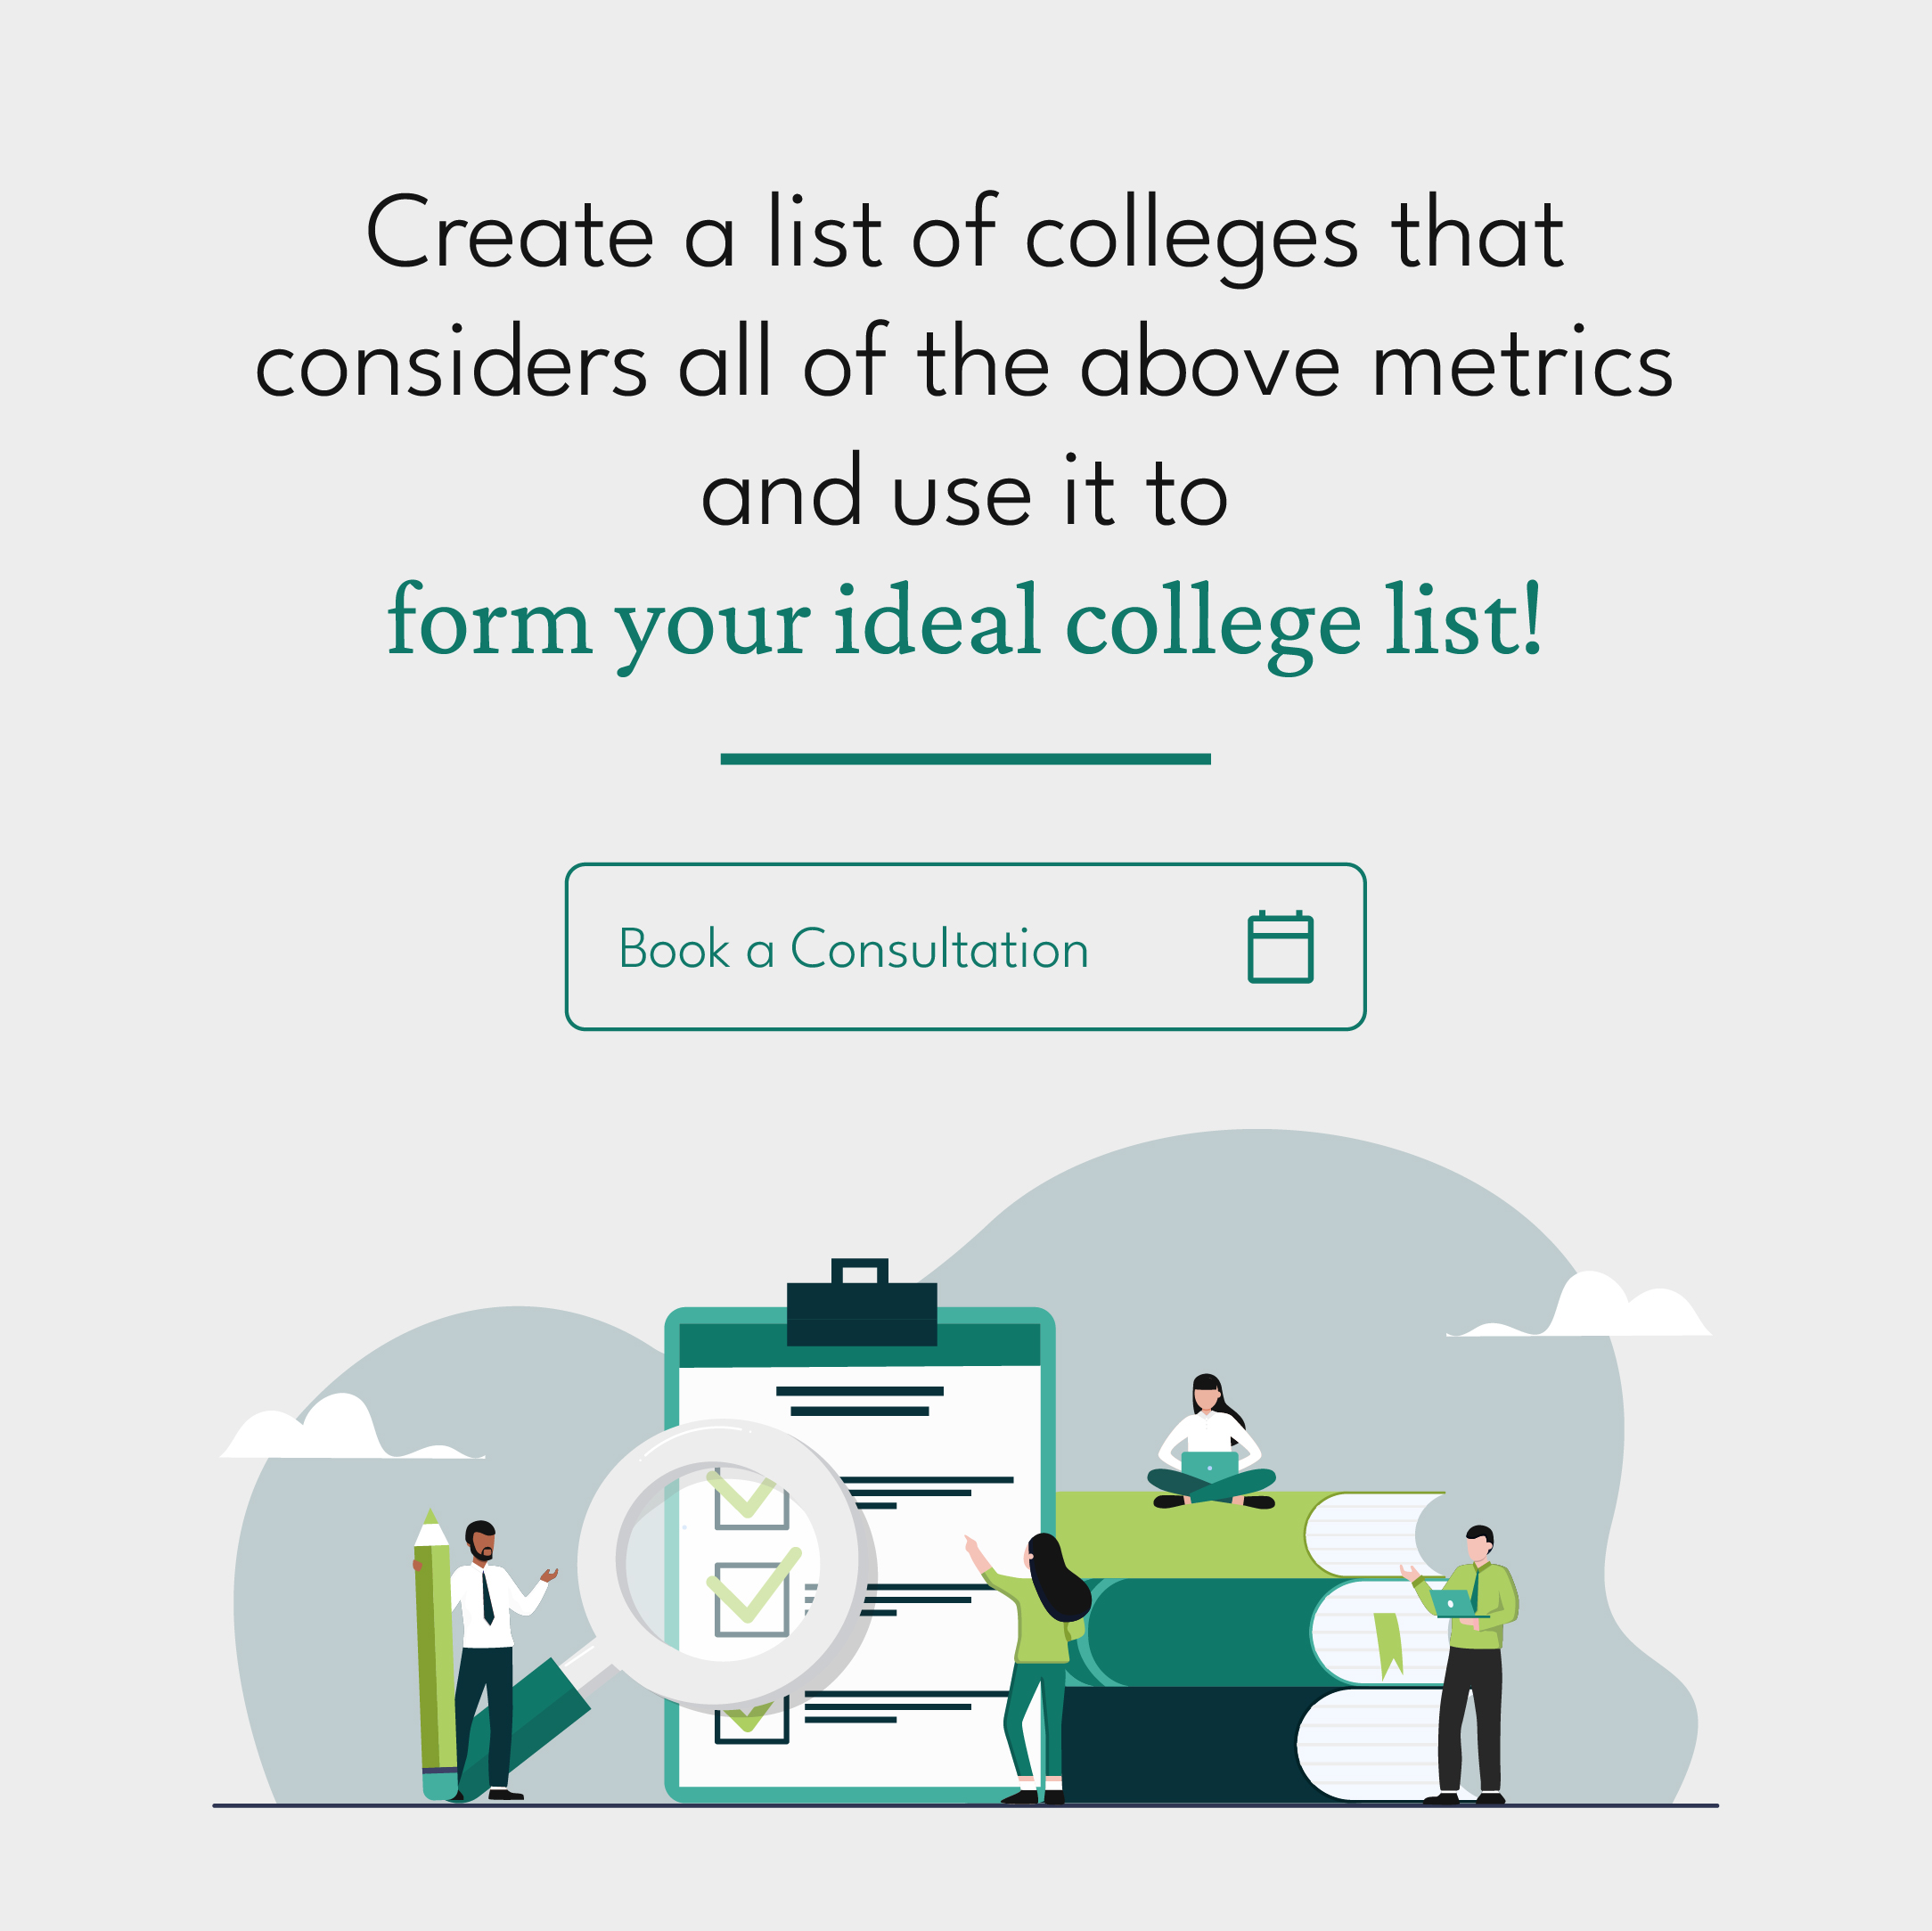 Create a list of colleges that
considers all of the above metrics
and use it to
form your ideal college list!
Book a Consultation